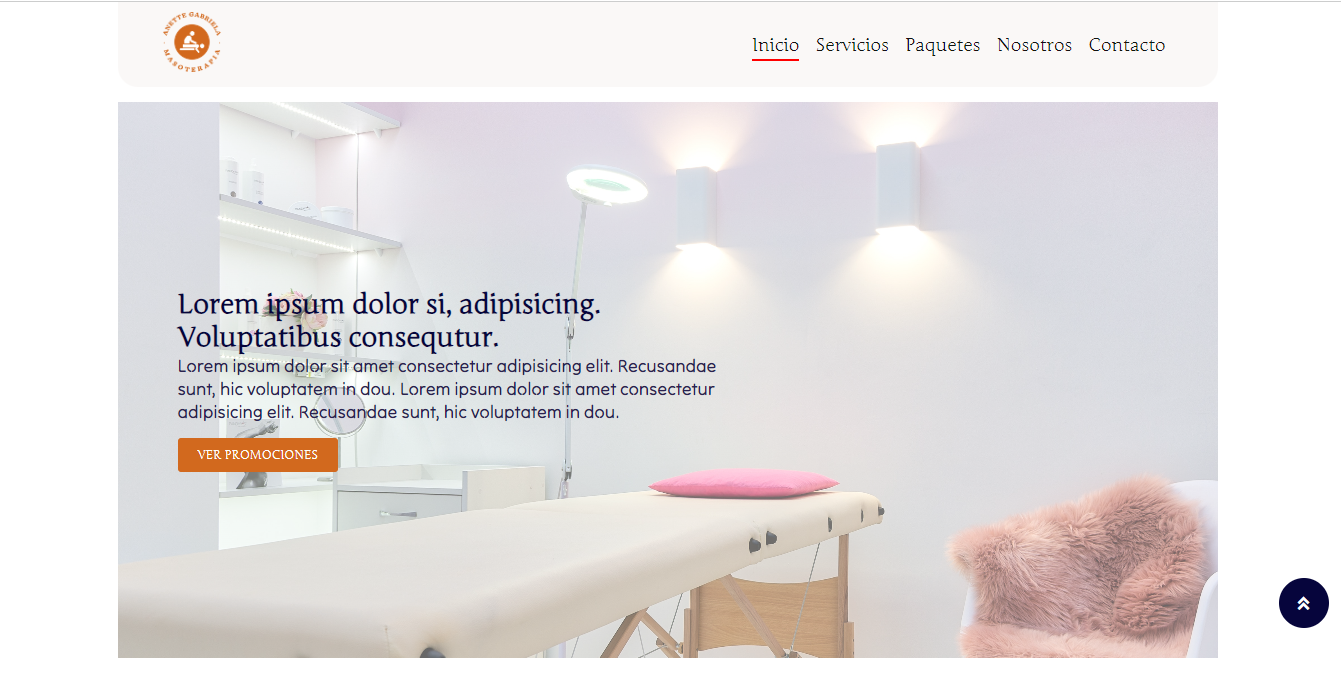 ANETTE GABRIELA
MASOTERAPIA
Inicio Servicios Paquetes Nosotros Contacto
Lorem ipsum dolor si, adipisicing.
Voluptatibus consequtur.
Lorem ipsum dolor sit amet consectetur adipisicing elit. Recusandae
sunt, hic voluptatem in dou. Lorem ipsum dolor sit amet consectetur
adipisicing elit. Recusandae sunt, hic voluptatem in dou.
VER PROMOCIONES